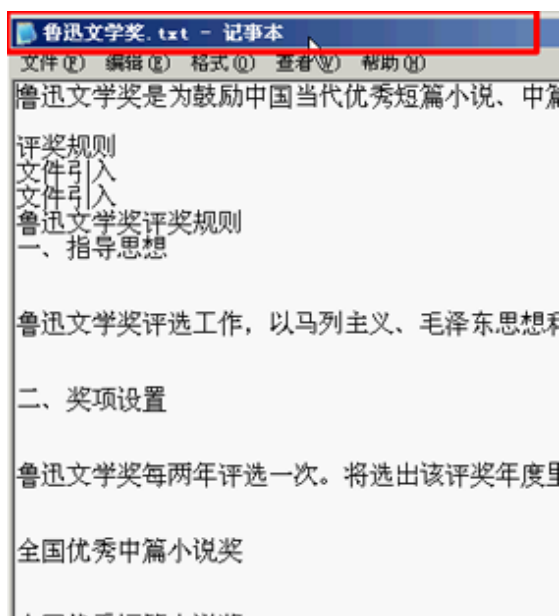 鲁迅文学奖.txt - 记事本
文件(F) 编辑(E) 格式(O) 查看(V) 帮助(H)
鲁迅文学奖是为鼓励中国当代优秀短篇小说、中篇
评奖规则
文件引入
文件引入
鲁迅文学奖评奖规则
一、指导思想
鲁迅文学奖评选工作，以马列主义、毛泽东思想和
二、奖项设置
鲁迅文学奖每两年评选一次。将选出该评奖年度里
全国优秀中篇小说奖